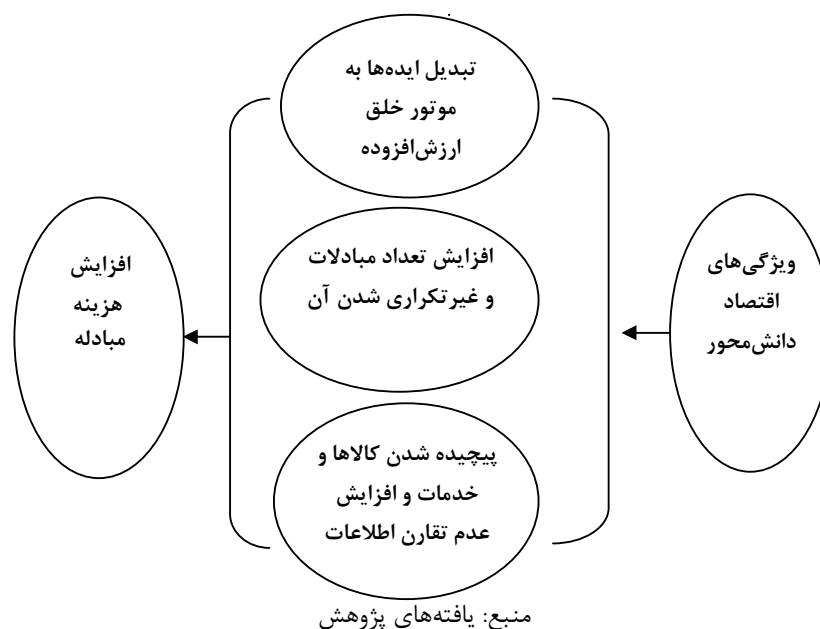 ویژگی‌های
اقتصاد
دانش‌محور
تبدیل ایده‌ها به
موتور خلق
ارزش‌افزوده
افزایش تعداد مبادلات
و غیرتکراری شدن آن
پیچیده شدن کالاها و
خدمات و افزایش
عدم تقارن اطلاعات
افزایش
هزینه
مبادله
منبع: یافته‌های پژوهش